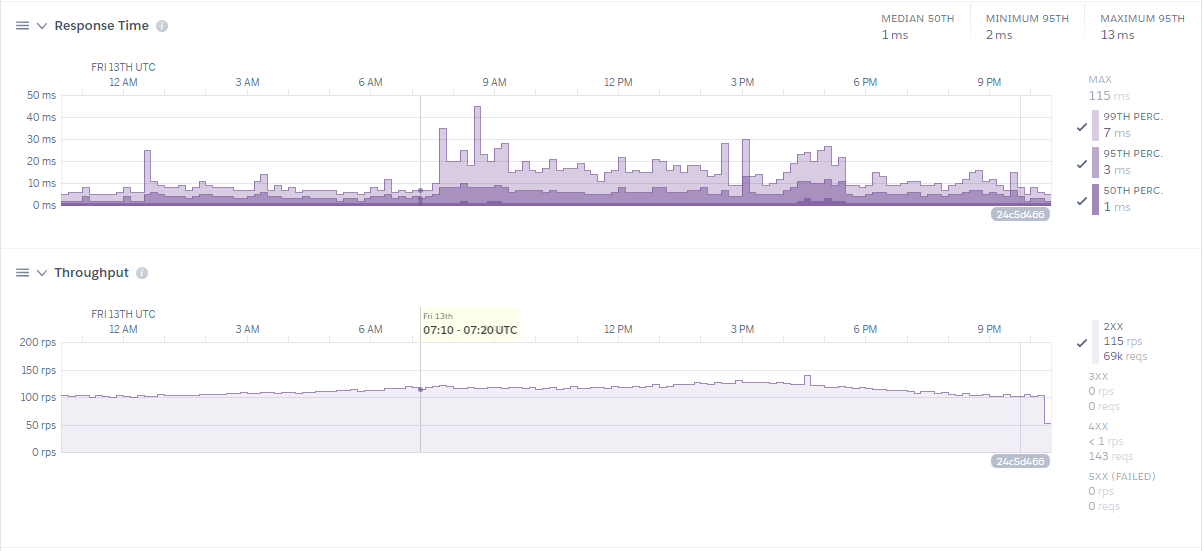 Response Time
MEDIAN 50TH
1 ms
MINIMUM 95TH
2 ms
MAXIMUM 95TH
13 ms
FRI 13TH UTC
12 AM 3 AM 6 AM 9 AM 12 PM 3 PM 6 PM 9 PM
50 ms
40 ms
30 ms
20 ms
10 ms
0 ms
24c5d466
MAX
115 ms
99TH PERC.
7 ms
95TH PERC.
3 ms
50TH PERC.
1 ms
Throughput
FRI 13TH UTC
12 AM 3 AM 6 AM 12 PM 3 PM 6 PM 9 PM
Fri 13th
07:10 - 07:20 UTC
200 rps
150 rps
100 rps
50 rps
0 rps
24c5d466
2XX
115 rps
69k reqs
3XX
0 rps
0 reqs
4XX
< 1 rps
143 reqs
5XX (FAILED)
0 rps
0 reqs